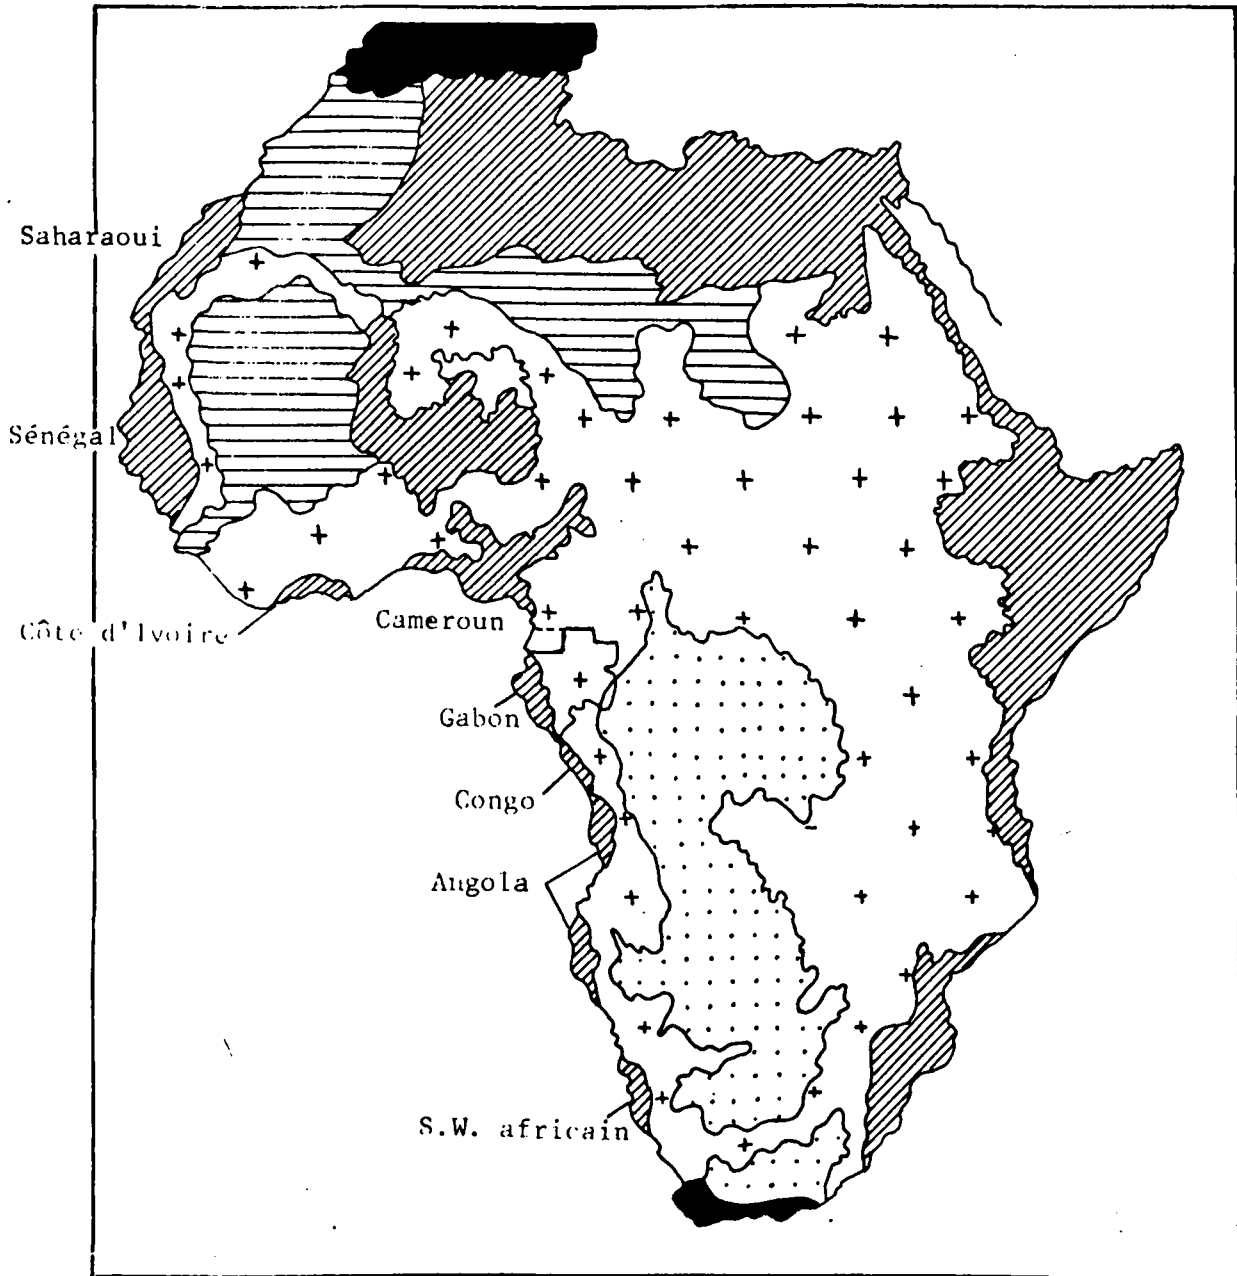 Saharaoui
Sénégal
Côte d'Ivoire
Cameroun
Gabon
Congo
Angola
S.W. africain